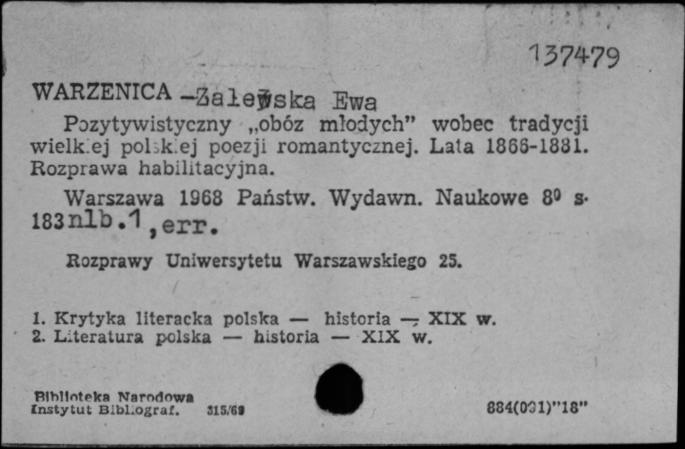 137479
WARZENICA -Zalewska Ewa
Pozytywistyczny „obóz młodych” wobec tradycji
wielkiej polskiej poezji romantycznej. Lata 1866-1881.
Rozprawa habilitacyjna.
Warszawa 1968 Państw. Wydawn. Naukowe 8⁰ s.
183 nlb.1, err.
Rozprawy Uniwersytetu Warszawskiego 25.
1. Krytyka literacka polska — historia — XIX w.
2. Literatura polska — historia — XIX w.
Biblioteka Narodowa
Instytut Bibliograf. 315/69
884(091)"18"